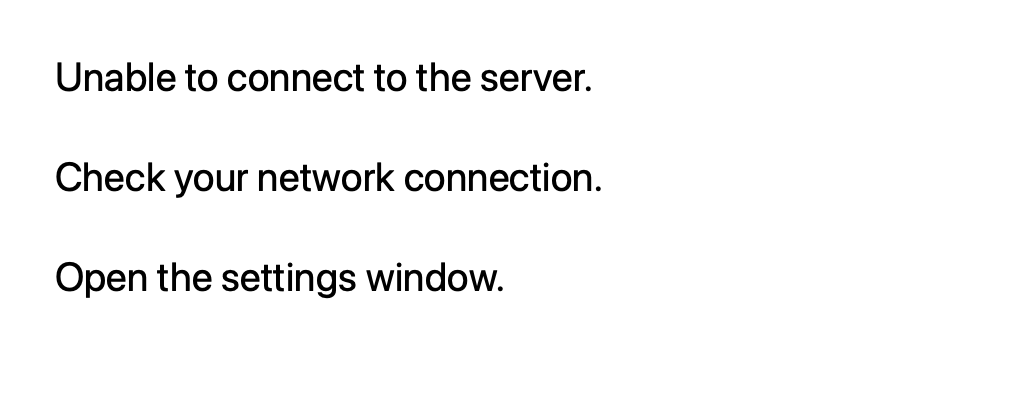 Unable to connect to the server.
Check your network connection.
Open the settings window.